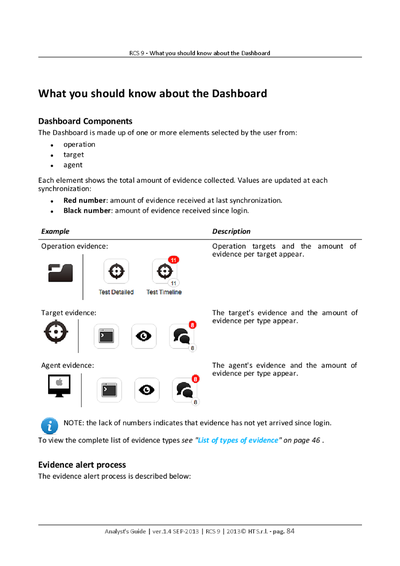 RCS 9 - What you should know about the Dashboard
What you should know about the Dashboard
Dashboard Components
The Dashboard is made up of one or more elements selected by the user from:
• operation
• target
• agent
Each element shows the total amount of evidence collected. Values are updated at each
synchronization:
• Red number: amount of evidence received at last synchronization.
• Black number: amount of evidence received since login.
Example Description
Operation evidence:
Operation targets and the amount of
evidence per target appear.
11
11
Test Detailed Test Timeline
Target evidence:
The target's evidence and the amount of
evidence per type appear.
8
8
Agent evidence:
The agent's evidence and the amount of
evidence per type appear.
8
8
NOTE: the lack of numbers indicates that evidence has not yet arrived since login.
To view the complete list of evidence types see "List of types of evidence" on page 46 .
Evidence alert process
The evidence alert process is described below:
Analyst's Guide | ver.1.4 SEP-2013 | RCS 9 | 2013© HT S.r.l. - pag. 84